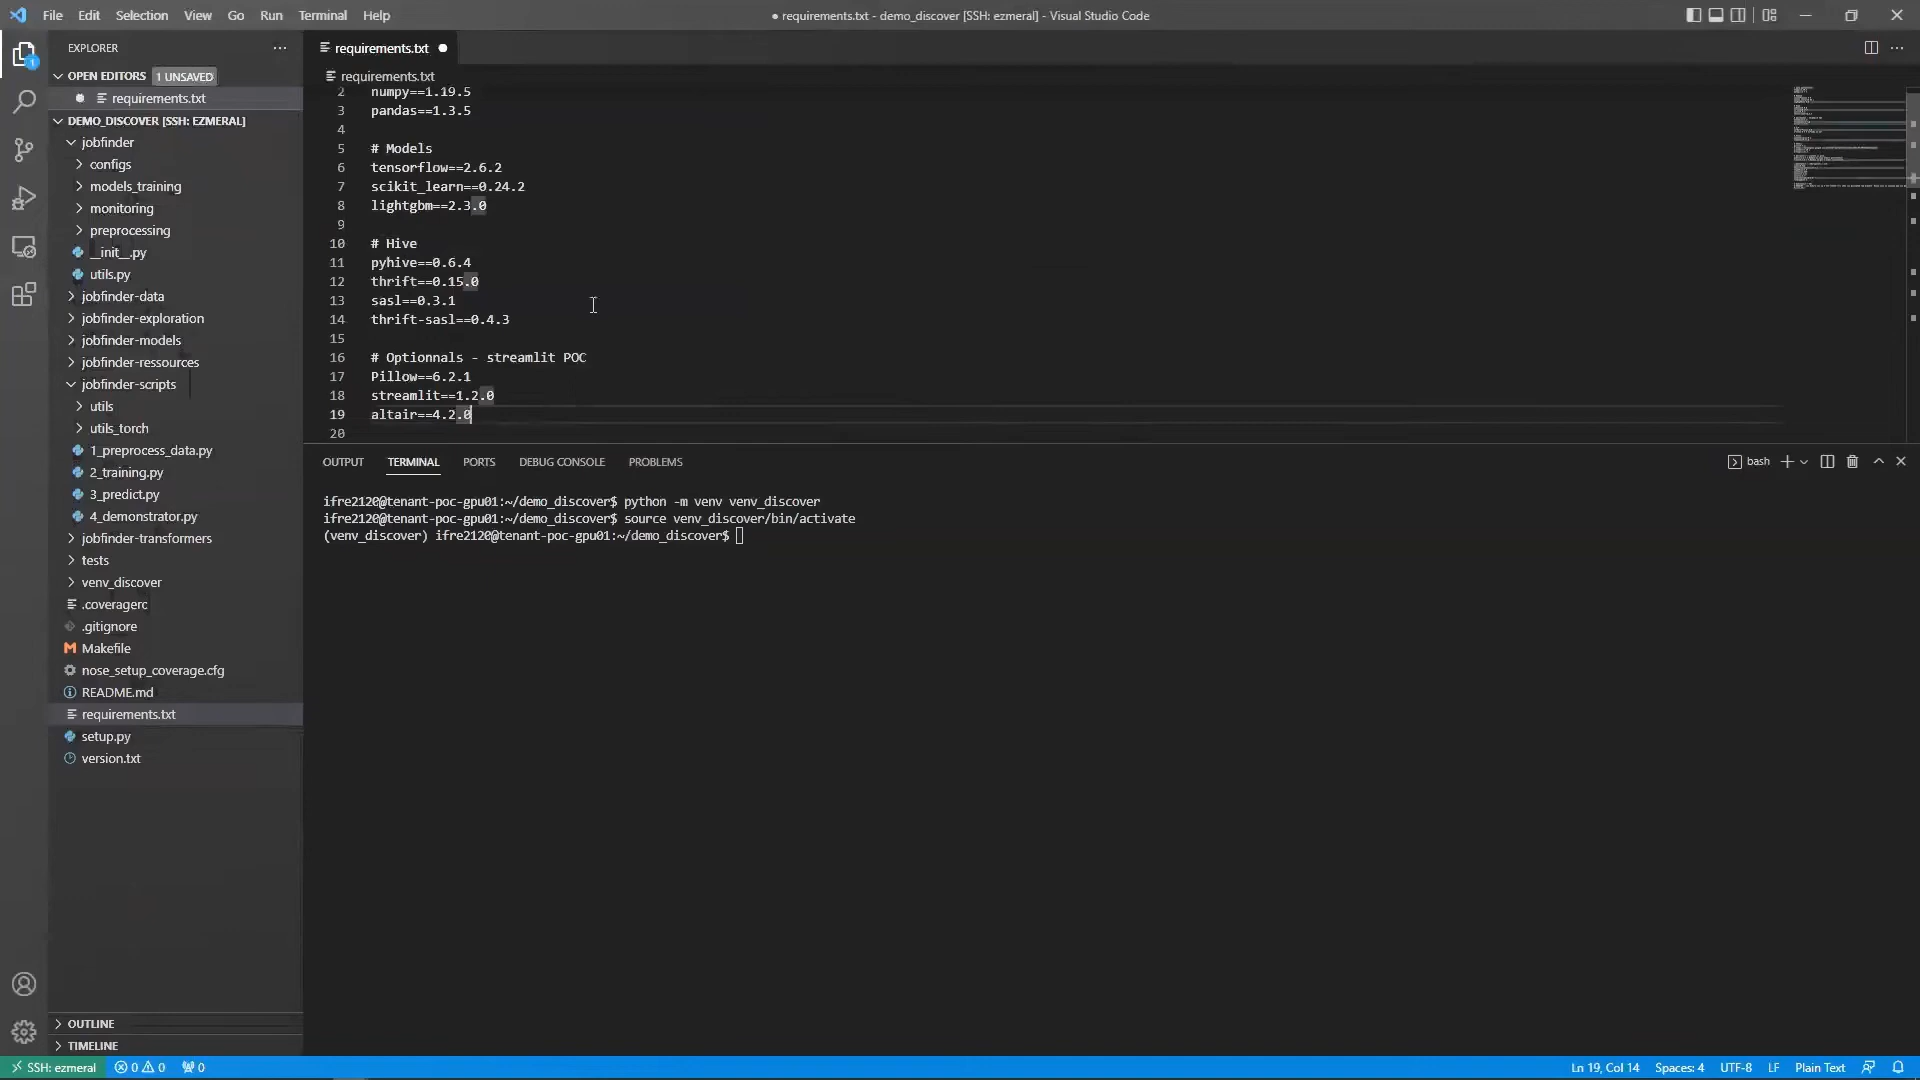 File Edit Selection View Go Run Terminal Help
● requirements.txt - demo_discover [SSH: ezmeral] - Visual Studio Code
EXPLORER
OPEN EDITORS 1 UNSAVED
requirements.txt
DEMO_DISCOVER [SSH: EZMERAL]
jobfinder
configs
models_training
monitoring
preprocessing
__init__.py
utils.py
jobfinder-data
jobfinder-exploration
jobfinder-models
jobfinder-ressources
jobfinder-scripts
utils
utils_torch
1_preprocess_data.py
2_training.py
3_predict.py
4_demonstrator.py
jobfinder-transformers
tests
venv_discover
.coveragerc
.gitignore
Makefile
nose_setup_coverage.cfg
README.md
requirements.txt
setup.py
version.txt
OUTLINE
TIMELINE
requirements.txt
requirements.txt
2 numpy==1.19.5
3 pandas==1.3.5
4
5 # Models
6 tensorflow==2.6.2
7 scikit_learn==0.24.2
8 lightgbm==2.3.0
9
10 # Hive
11 pyhive==0.6.4
12 thrift==0.15.0
13 sasl==0.3.1
14 thrift-sasl==0.4.3
15
16 # Optionnals - streamlit POC
17 Pillow==6.2.1
18 streamlit==1.2.0
19 altair==4.2.0
20
OUTPUT TERMINAL PORTS DEBUG CONSOLE PROBLEMS
bash
ifre2120@tenant-poc-gpu01:~/demo_discover$ python -m venv venv_discover
ifre2120@tenant-poc-gpu01:~/demo_discover$ source venv_discover/bin/activate
(venv_discover) ifre2120@tenant-poc-gpu01:~/demo_discover$
SSH: ezmeral 0 0 0
Ln 19, Col 14 Spaces: 4 UTF-8 LF Plain Text